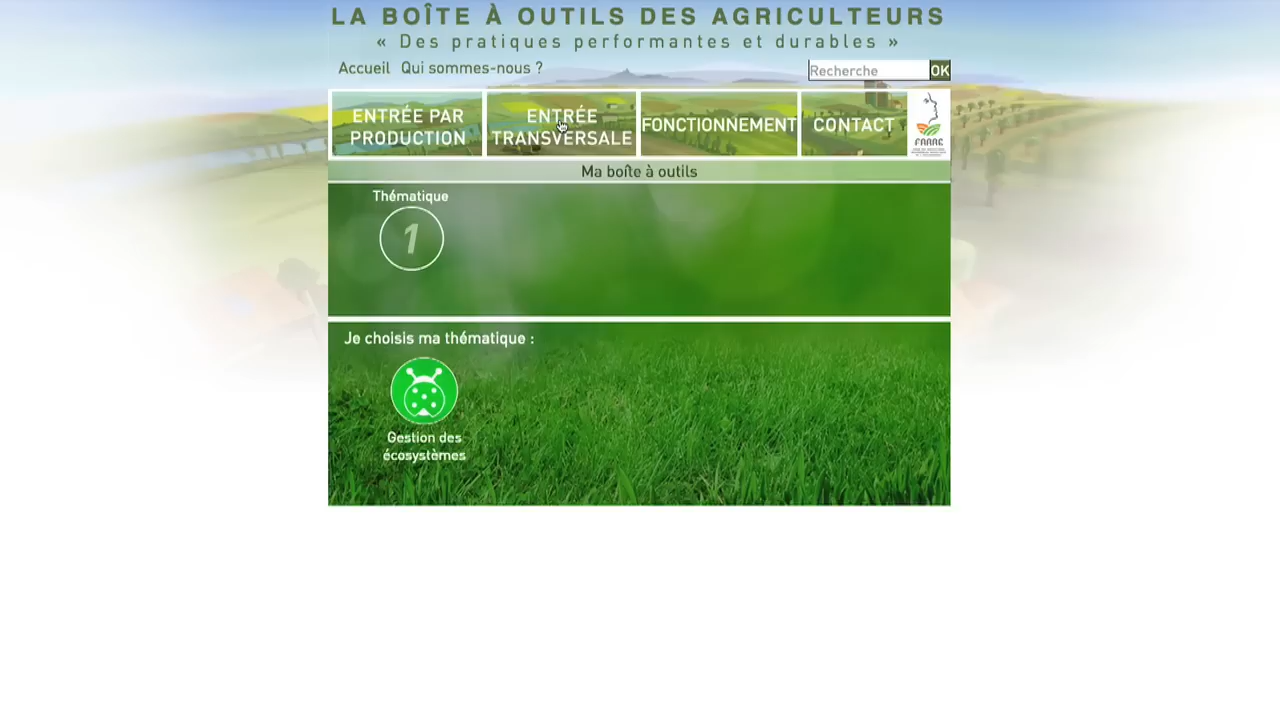 LA BOÎTE À OUTILS DES AGRICULTEURS
« Des pratiques performantes et durables »
Accueil Qui sommes-nous ?
Recherche OK
ENTRÉE PAR
PRODUCTION
ENTRÉE
TRANSVERSALE
FONCTIONNEMENT
CONTACT
FARRE
Ma boîte à outils
Thématique
1
Je choisis ma thématique :
Gestion des
écosystèmes